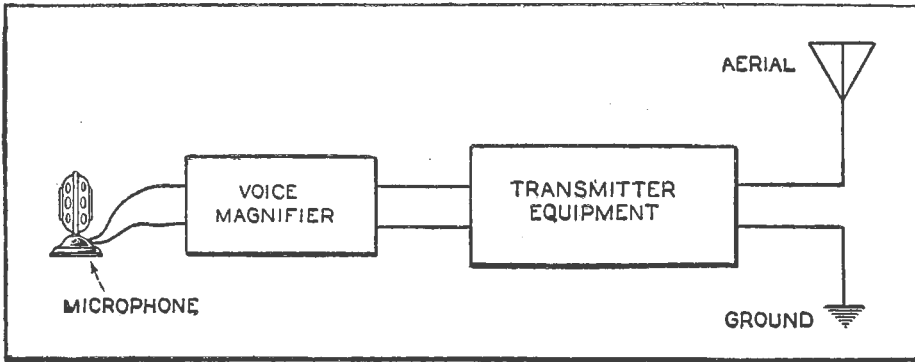 AERIAL
VOICE
MAGNIFIER
TRANSMITTER
EQUIPMENT
MICROPHONE
GROUND